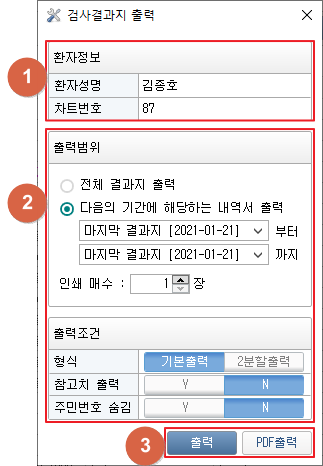 검사결과지 출력
1
환자정보
환자성명 김종호
차트번호 87
2
출력범위
전체 결과지 출력
다음의 기간에 해당하는 내역서 출력
마지막 결과지 [2021-01-21] 부터
마지막 결과지 [2021-01-21] 까지
인쇄 매수 : 1 장
출력조건
형식 기본출력 2분할출력
참고치 출력 Y N
주민번호 숨김 Y N
3
출력 PDF출력